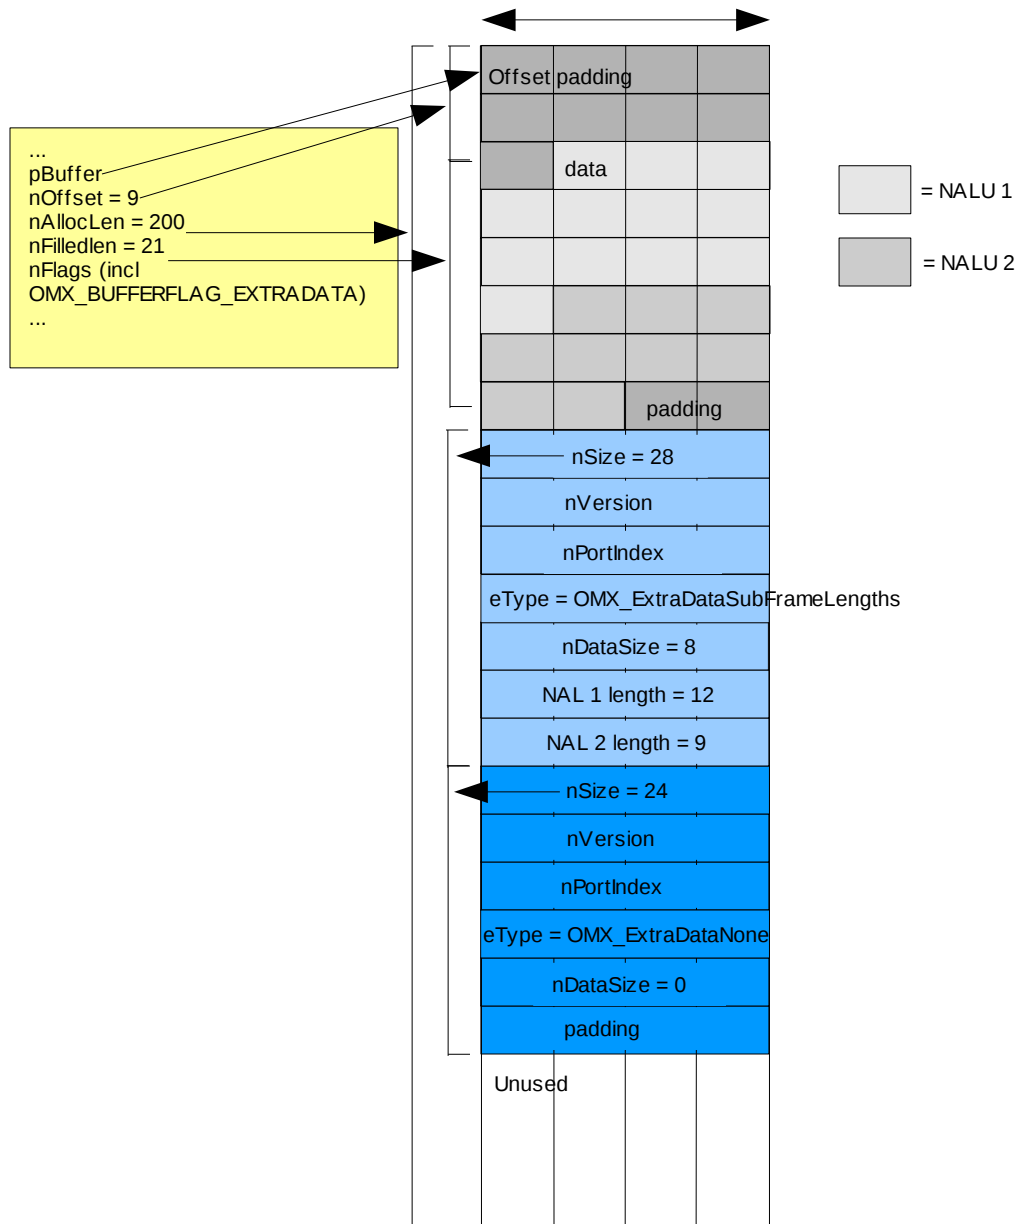 Offset padding
...
pBuffer
nOffset = 9
nAllocLen = 200
nFilledlen = 21
nFlags (incl
OMX_BUFFERFLAG_EXTRADATA)
...
data
= NALU 1
= NALU 2
padding
nSize = 28
nVersion
nPortIndex
eType = OMX_ExtraDataSubFrameLengths
nDataSize = 8
NAL 1 length = 12
NAL 2 length = 9
nSize = 24
nVersion
nPortIndex
eType = OMX_ExtraDataNone
nDataSize = 0
padding
Unused